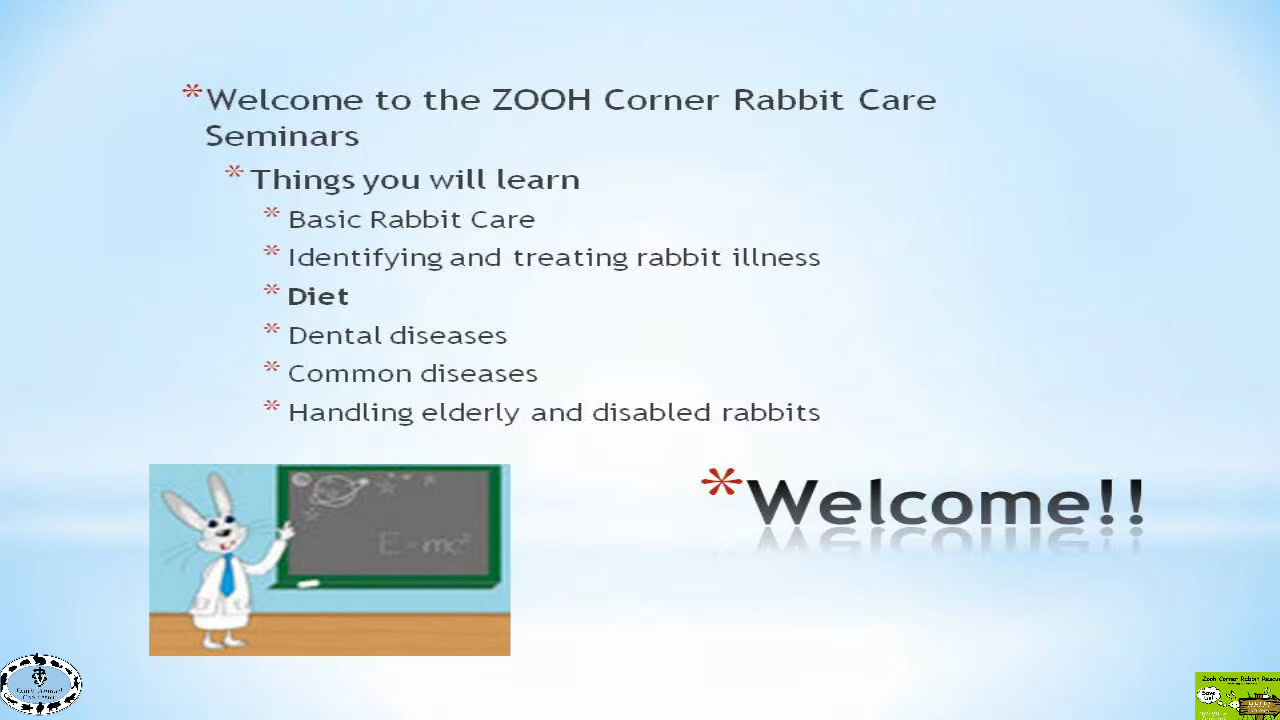 *Welcome to the ZOOH Corner Rabbit Care
Seminars
* Things you will learn
* Basic Rabbit Care
* Identifying and treating rabbit illness
* Diet
* Dental diseases
* Common diseases
* Handling elderly and disabled rabbits
*Welcome!!
E=mc²
Zooh Corner Rabbit Rescue